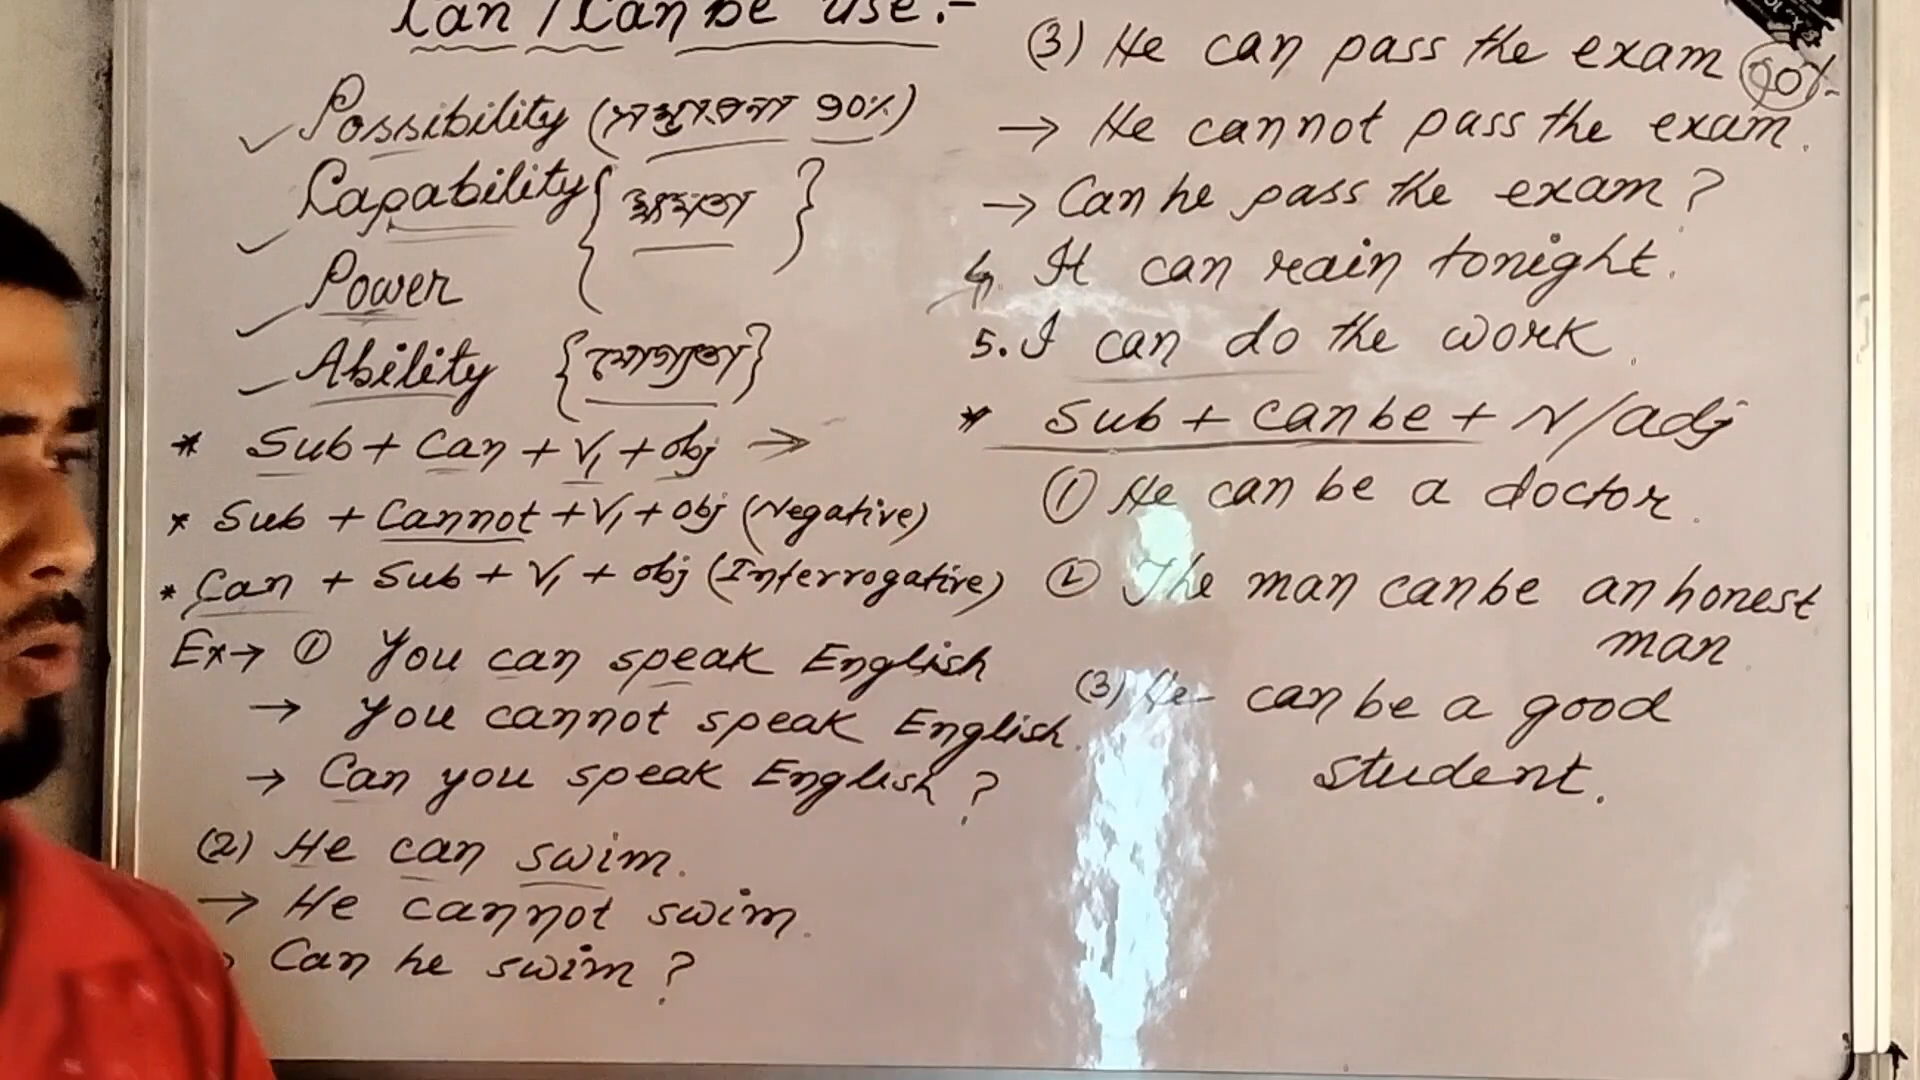 Can / Can be use :-
Possibility (সম্ভাবনা 90%)
Capability { ক্ষমতা }
Power
Ability {যোগ্যতা}
* Sub + Can + V1 + obj →
* Sub + Cannot + V1 + obj (Negative)
* Can + Sub + V1 + obj (Interrogative)
Ex → ① You can speak English
→ You cannot speak English.
→ Can you speak English ?
(2) He can swim.
→ He cannot swim.
Can he swim ?
(3) He can pass the exam 90%
→ He cannot pass the exam.
→ Can he pass the exam ?
4. It can rain tonight.
5. I can do the work.
* Sub + can be + N/adj
① He can be a doctor.
② The man can be an honest
man
(3) He can be a good
student.